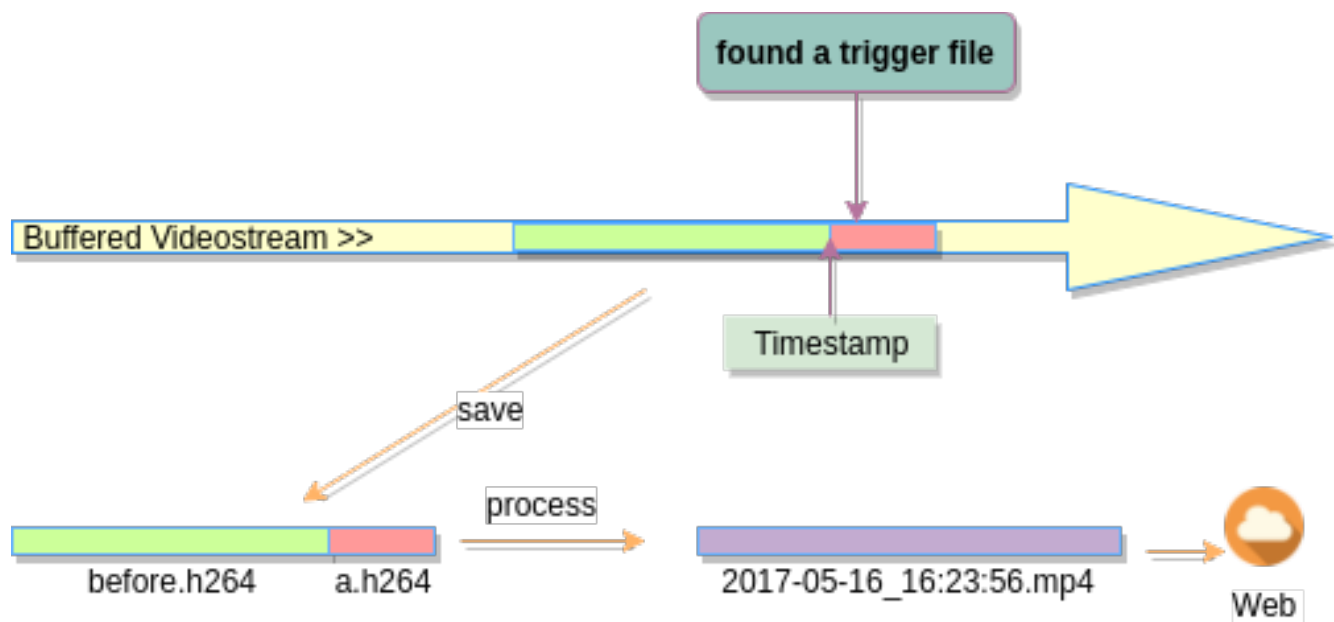 found a trigger file
Buffered Videostream >>
Timestamp
save
process
before.h264
a.h264
2017-05-16_16:23:56.mp4
Web